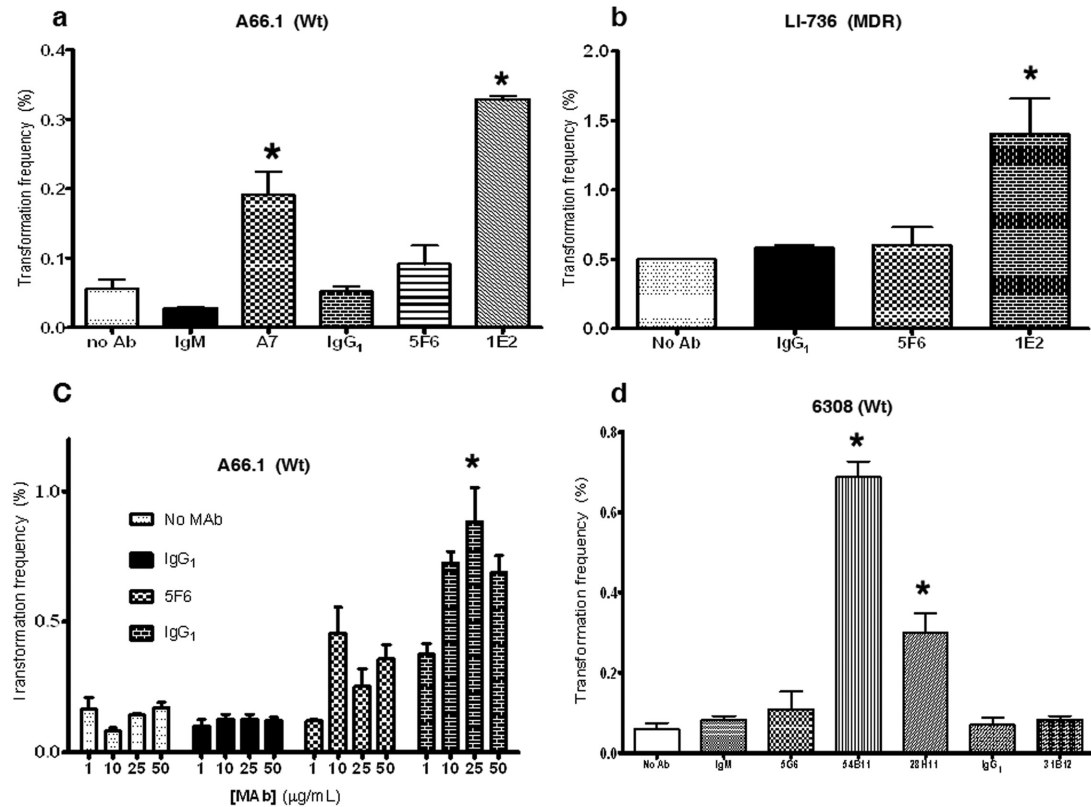 a
A66.1 (Wt)
Transformation frequency (%)
0.4
0.3
0.2
0.1
0.0
*
*
no Ab IgM A7 IgG1 5F6 1E2
b
LI-736 (MDR)
Transformation frequency (%)
2.0
1.5
1.0
0.5
0.0
*
No Ab IgG1 5F6 1E2
C
A66.1 (Wt)
Transformation frequency (%)
1.0
0.5
0.0
*
No MAb
IgG1
5F6
IgG1
1 10 25 50 1 10 25 50 1 10 25 50 1 10 25 50
[MAb] (μg/mL)
d
6308 (Wt)
Transformation frequency (%)
0.8
0.6
0.4
0.2
0.0
*
*
No Ab IgM 5G6 54B11 28H11 IgG1 31B12